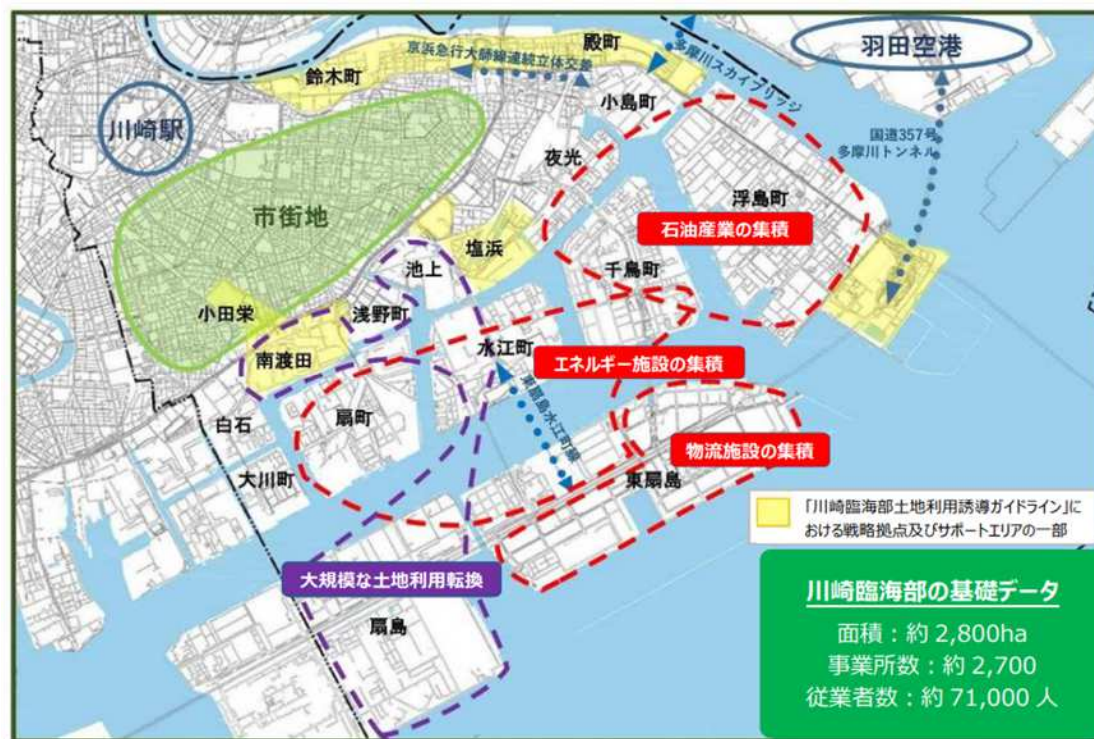 羽田空港
殿町
京浜急行大師線連続立体交差
多摩川スカイブリッジ
鈴木町
小島町
川崎駅
国道357号
多摩川トンネル
夜光
浮島町
市街地
石油産業の集積
塩浜
池上
千鳥町
小田栄
浅野町
水江町
南渡田
エネルギー施設の集積
東扇島水江町線
扇町
白石
物流施設の集積
大川町
東扇島
「川崎臨海部土地利用誘導ガイドライン」に
おける戦略拠点及びサポートエリアの一部
大規模な土地利用転換
扇島
川崎臨海部の基礎データ
面積：約 2,800ha
事業所数：約 2,700
従業者数：約 71,000 人